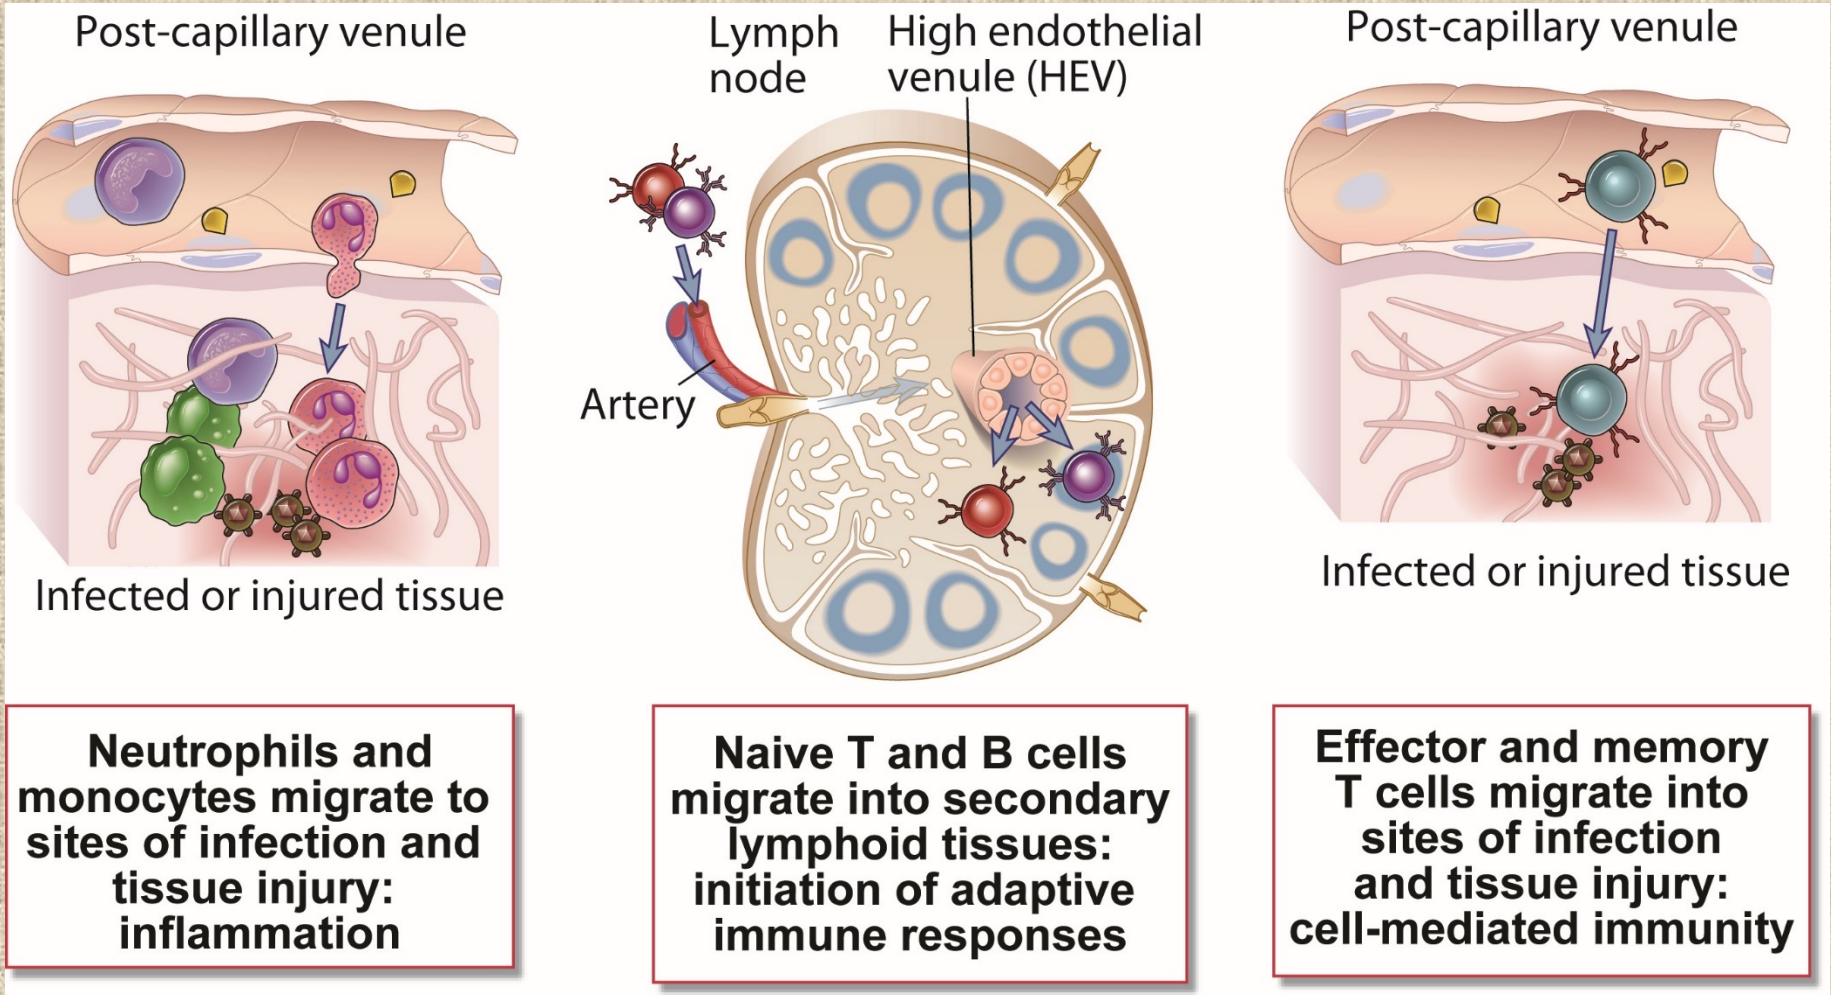 Post-capillary venule
Infected or injured tissue
Neutrophils and
monocytes migrate to
sites of infection and
tissue injury:
inflammation
Lymph
node
High endothelial
venule (HEV)
Artery
Naive T and B cells
migrate into secondary
lymphoid tissues:
initiation of adaptive
immune responses
Post-capillary venule
Infected or injured tissue
Effector and memory
T cells migrate into
sites of infection
and tissue injury:
cell-mediated immunity